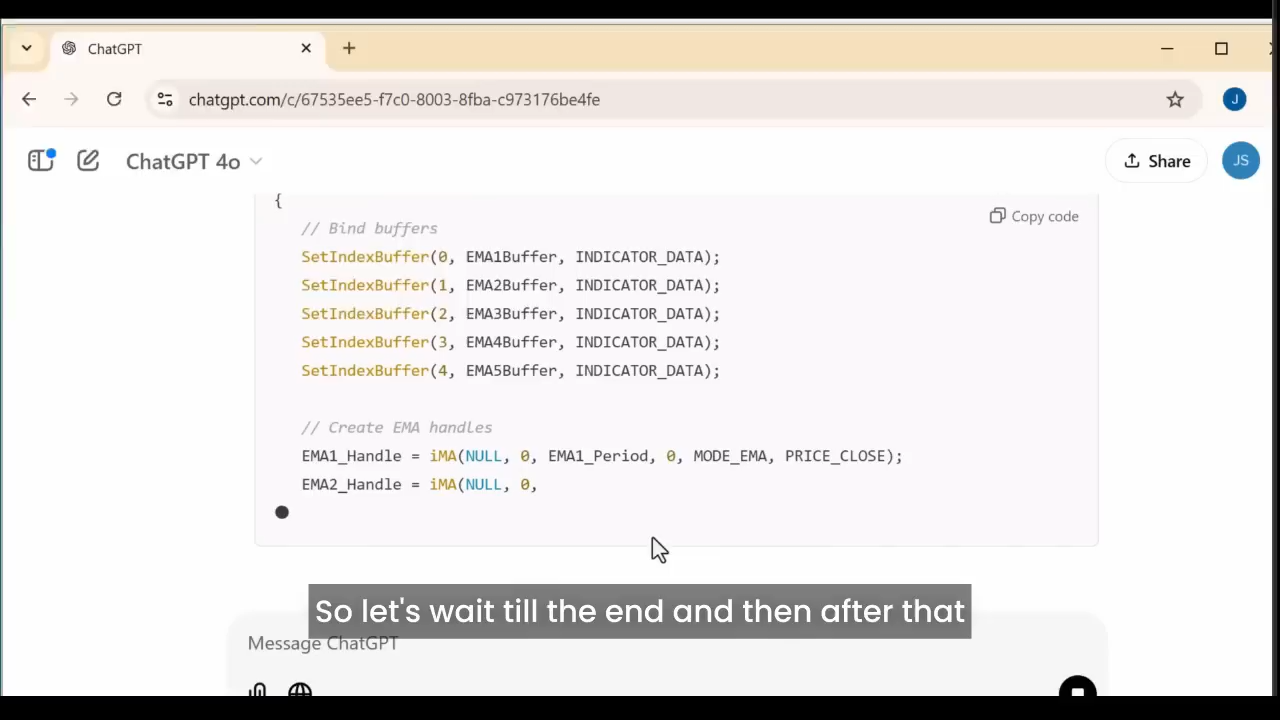 ChatGPT
chatgpt.com/c/67535ee5-f7c0-8003-8fba-c973176be4fe
J
ChatGPT 4o
Share
JS
{
Copy code
// Bind buffers
SetIndexBuffer(0, EMA1Buffer, INDICATOR_DATA);
SetIndexBuffer(1, EMA2Buffer, INDICATOR_DATA);
SetIndexBuffer(2, EMA3Buffer, INDICATOR_DATA);
SetIndexBuffer(3, EMA4Buffer, INDICATOR_DATA);
SetIndexBuffer(4, EMA5Buffer, INDICATOR_DATA);
// Create EMA handles
EMA1_Handle = iMA(NULL, 0, EMA1_Period, 0, MODE_EMA, PRICE_CLOSE);
EMA2_Handle = iMA(NULL, 0,
So let's wait till the end and then after that
Message ChatGPT